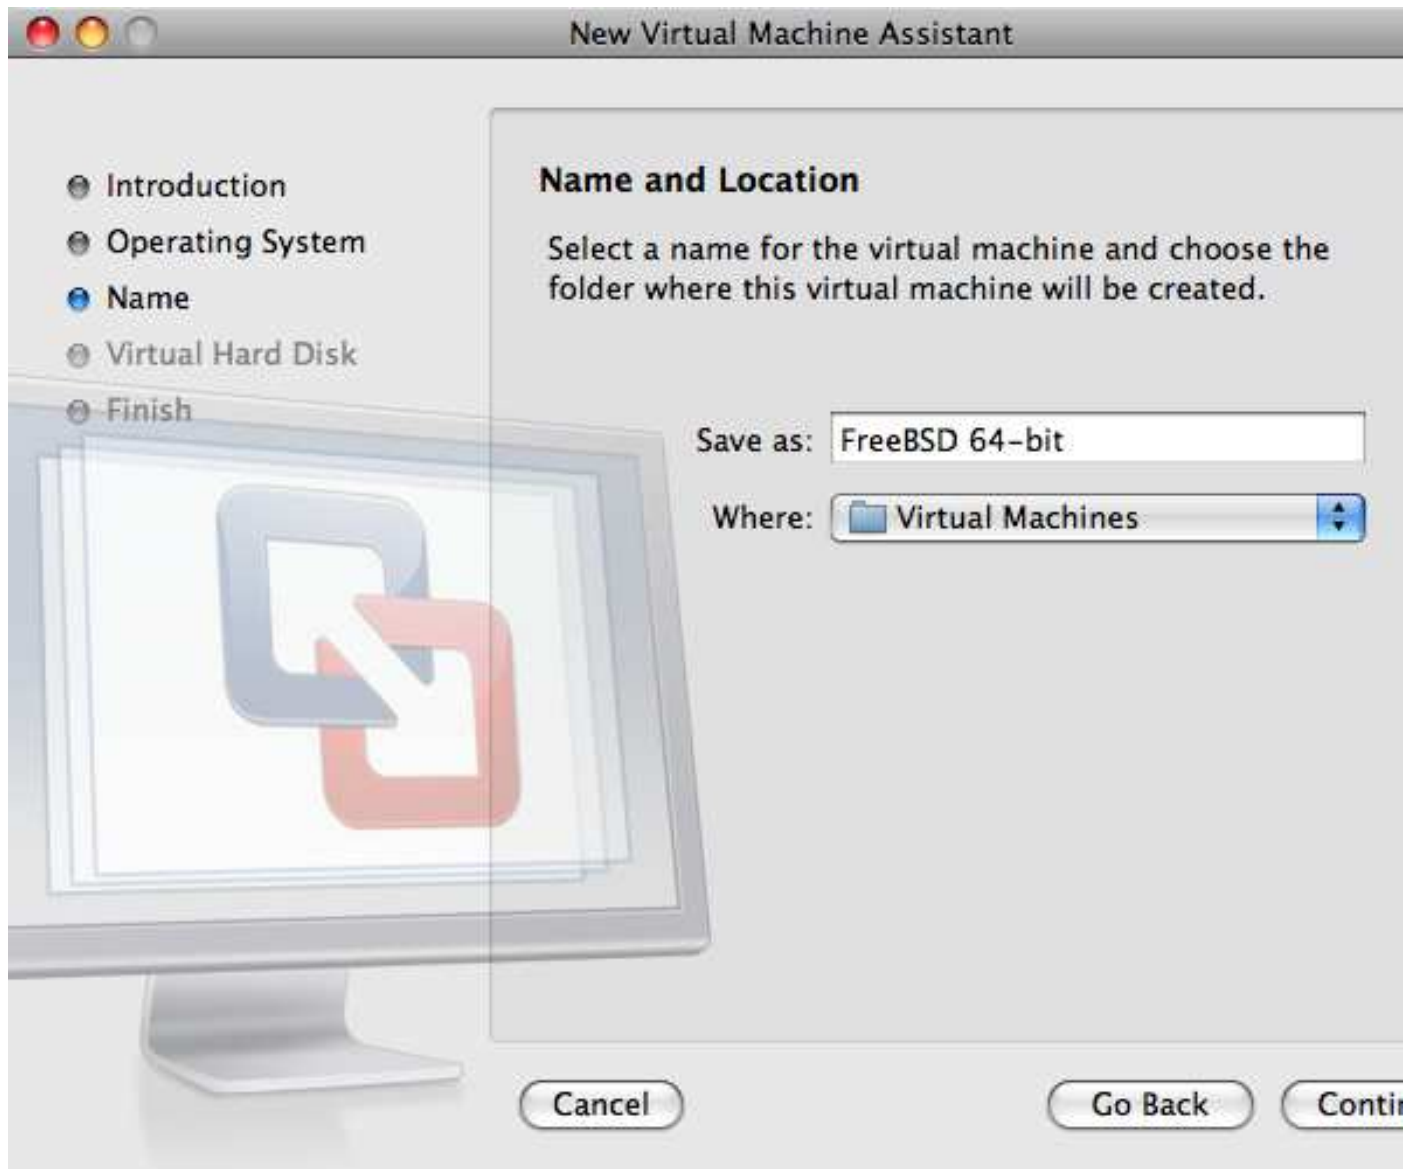 New Virtual Machine Assistant
Introduction
Operating System
Name
Virtual Hard Disk
Finish
Name and Location
Select a name for the virtual machine and choose the
folder where this virtual machine will be created.
Save as: FreeBSD 64-bit
Where: Virtual Machines
Cancel
Go Back